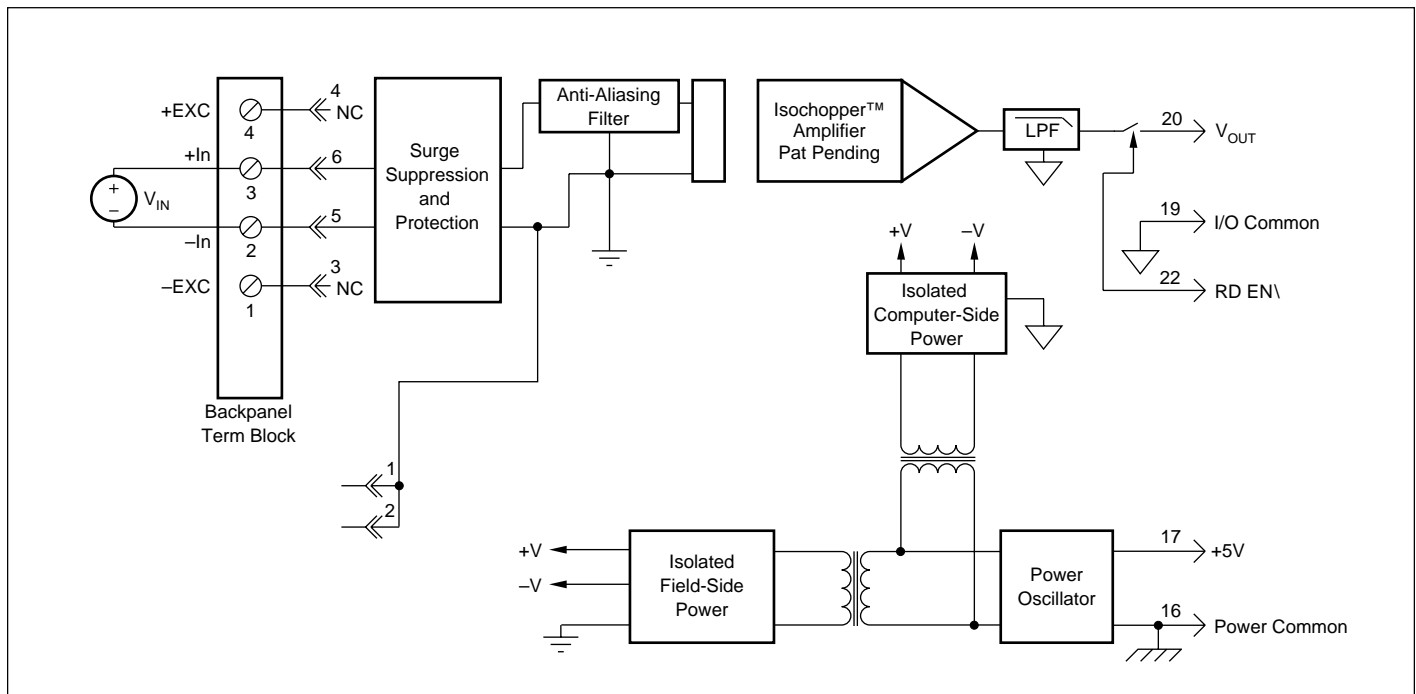 +EXC
4
4
NC
+In
3
6
+
–
V_IN
–In
2
5
–EXC
1
3
NC
Backpanel
Term Block
Surge
Suppression
and
Protection
1
2
Anti-Aliasing
Filter
Isochopper™
Amplifier
Pat Pending
LPF
20
V_OUT
19
I/O Common
22
RD EN\
+V
–V
Isolated
Computer-Side
Power
+V
–V
Isolated
Field-Side
Power
Power
Oscillator
17
+5V
16
Power Common